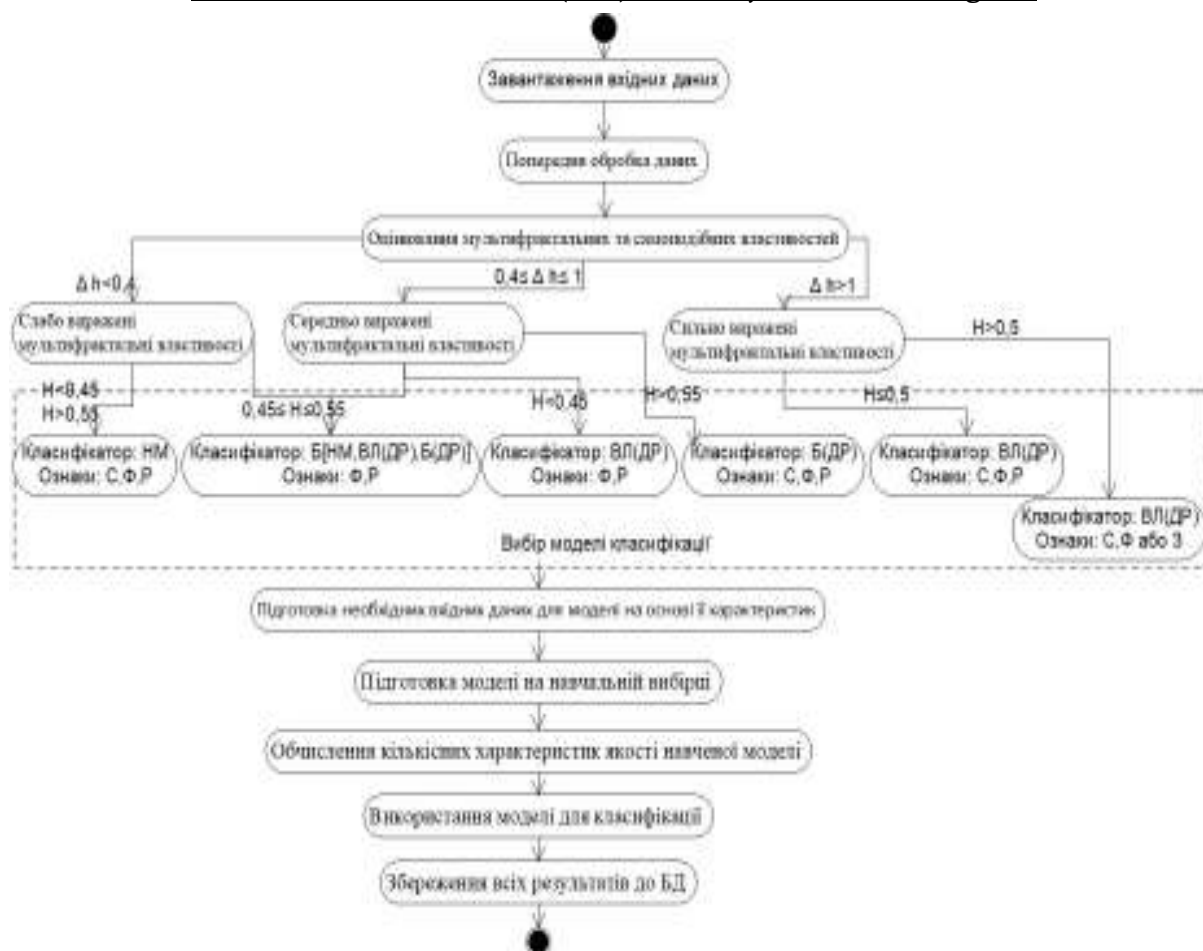 Завантаження вхідних даних
Попередня обробка даних
Оцінювання мультифрактальних та самоподібних властивостей
Δ h<0,4
0,4≤ Δ h≤ 1
Δ h>1
Слабо виражені
мультифрактальні властивості
Середньо виражені
мультифрактальні властивості
Сильно виражені
мультифрактальні властивості
H>0,5
H<0,45
H>0,55
0,45≤ H≤0,55
H<0.45
H>0,55
H≤0,5
Класифікатор: НМ
Ознаки: С,Ф,Р
Класифікатор: Б[НМ,ВЛ(ДР),Б(ДР)]
Ознаки: Ф,Р
Класифікатор: ВЛ(ДР)
Ознаки: Ф,Р
Класифікатор: Б(ДР)
Ознаки: С,Ф,Р
Класифікатор: ВЛ(ДР)
Ознаки: С,Ф,Р
Класифікатор: ВЛ(ДР)
Ознаки: С,Ф або З
Вибір моделі класифікації
Підготовка необхідних вхідних даних для моделі на основі її характеристик
Підготовка моделі на навчальній вибірці
Обчислення кількісних характеристик якості навченої моделі
Використання моделі для класифікації
Збереження всіх результатів до БД